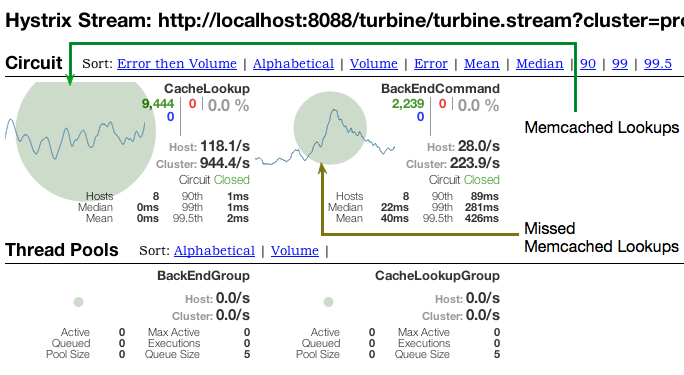 Hystrix Stream: http://localhost:8088/turbine/turbine.stream?cluster=pro
Circuit Sort: Error then Volume | Alphabetical | Volume | Error | Mean | Median | 90 | 99 | 99.5
CacheLookup
9,444 | 0 | 0.0 %
0
Host: 118.1/s
Cluster: 944.4/s
Circuit Closed
Hosts 8 90th 1ms
Median 0ms 99th 1ms
Mean 0ms 99.5th 2ms
BackEndCommand
2,239 | 0 | 0.0 %
0
Host: 28.0/s
Cluster: 223.9/s
Circuit Closed
Hosts 8 90th 89ms
Median 22ms 99th 281ms
Mean 40ms 99.5th 426ms
Memcached Lookups
Missed
Memcached Lookups
Thread Pools Sort: Alphabetical | Volume |
BackEndGroup
Host: 0.0/s
Cluster: 0.0/s
Active 0 Max Active 0
Queued 0 Executions 0
Pool Size 0 Queue Size 5
CacheLookupGroup
Host: 0.0/s
Cluster: 0.0/s
Active 0 Max Active 0
Queued 0 Executions 0
Pool Size 0 Queue Size 5